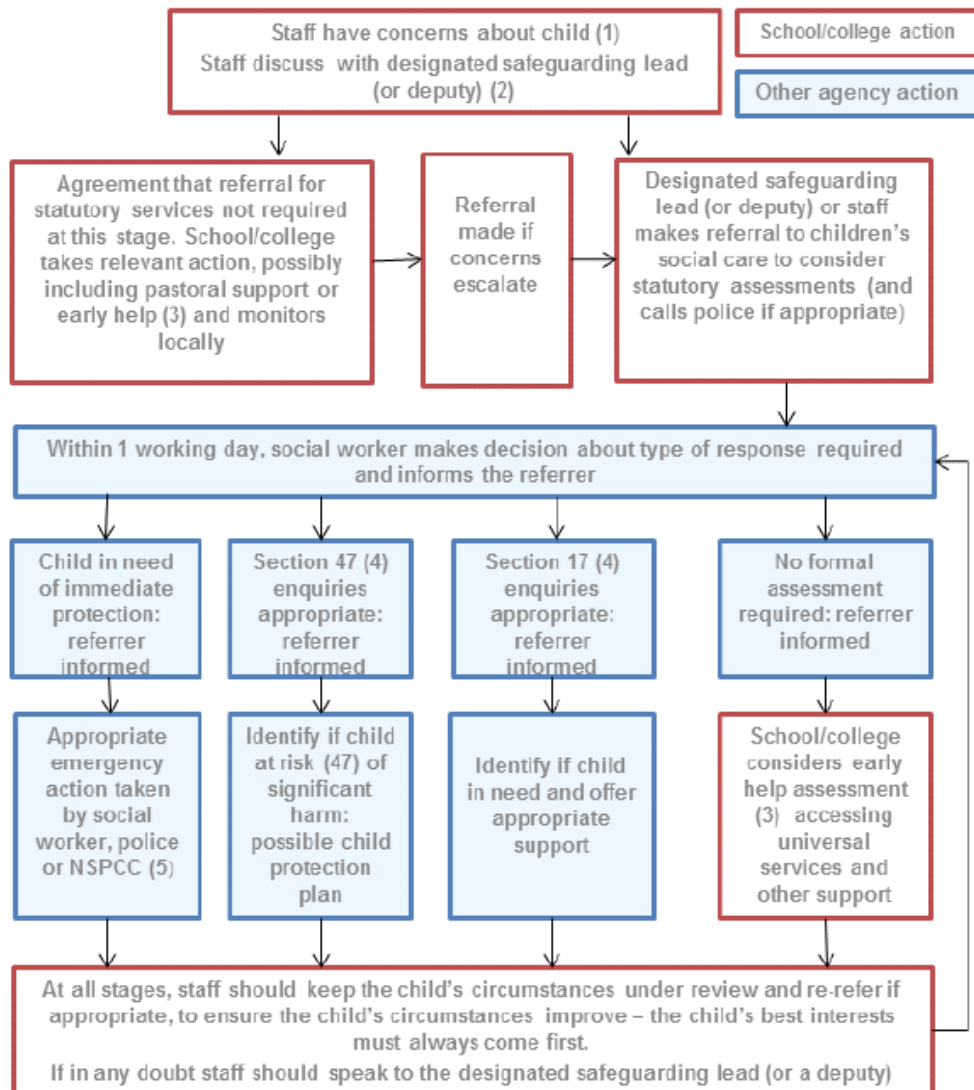 Staff have concerns about child (1)
Staff discuss with designated safeguarding lead
(or deputy) (2)
School/college action
Other agency action
Agreement that referral for
statutory services not required
at this stage. School/college
takes relevant action, possibly
including pastoral support or
early help (3) and monitors
locally
Referral
made if
concerns
escalate
Designated safeguarding
lead (or deputy) or staff
makes referral to children's
social care to consider
statutory assessments (and
calls police if appropriate)
Within 1 working day, social worker makes decision about type of response required
and informs the referrer
Child in need
of immediate
protection:
referrer
informed
Section 47 (4)
enquiries
appropriate:
referrer
informed
Section 17 (4)
enquiries
appropriate:
referrer
informed
No formal
assessment
required: referrer
informed
Appropriate
emergency
action taken
by social
worker, police
or NSPCC (5)
Identify if child
at risk (47) of
significant
harm:
possible child
protection
plan
Identify if child
in need and offer
appropriate
support
School/college
considers early
help assessment
(3) accessing
universal
services and
other support
At all stages, staff should keep the child's circumstances under review and re-refer if
appropriate, to ensure the child's circumstances improve – the child's best interests
must always come first.
If in any doubt staff should speak to the designated safeguarding lead (or a deputy)